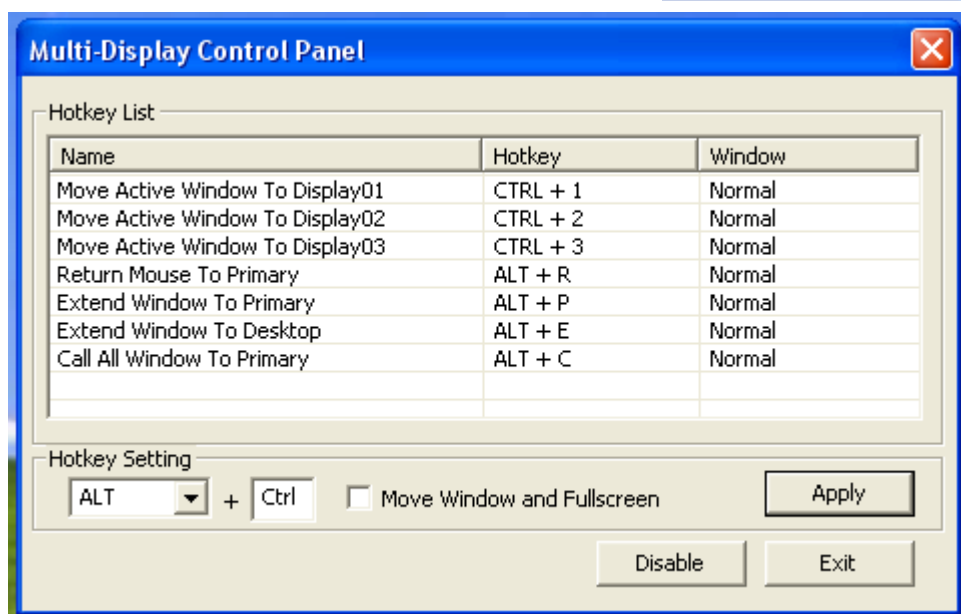 Multi-Display Control Panel
Hotkey List
Name Hotkey Window
Move Active Window To Display01 CTRL + 1 Normal
Move Active Window To Display02 CTRL + 2 Normal
Move Active Window To Display03 CTRL + 3 Normal
Return Mouse To Primary ALT + R Normal
Extend Window To Primary ALT + P Normal
Extend Window To Desktop ALT + E Normal
Call All Window To Primary ALT + C Normal
Hotkey Setting
ALT + Ctrl Move Window and Fullscreen Apply
Disable Exit